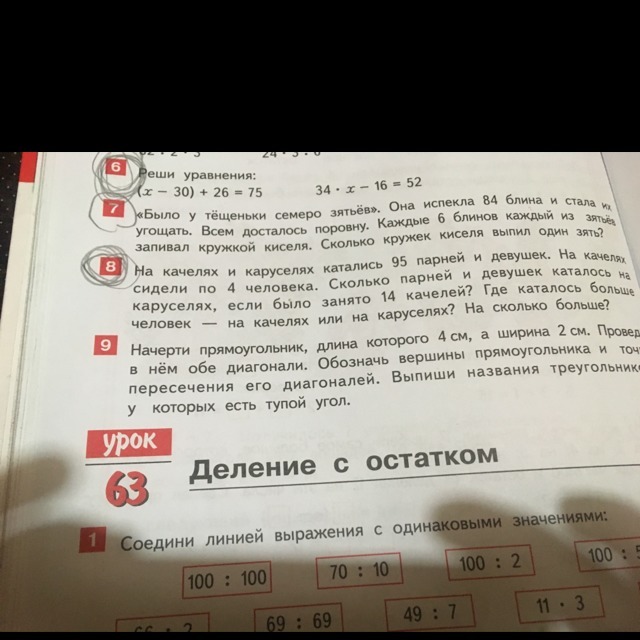 6 Реши уравнения:
(x − 30) + 26 = 75 34 · x − 16 = 52
7 «Было у тёщеньки семеро зятьёв». Она испекла 84 блина и стала их
угощать. Всем досталось поровну. Каждые 6 блинов каждый из зятьёв
запивал кружкой киселя. Сколько кружек киселя выпил один зять?
8 На качелях и каруселях катались 95 парней и девушек. На качелях
сидели по 4 человека. Сколько парней и девушек каталось на
каруселях, если было занято 14 качелей? Где каталось больше
человек — на качелях или на каруселях? На сколько больше?
9 Начерти прямоугольник, длина которого 4 см, а ширина 2 см. Провед
в нём обе диагонали. Обозначь вершины прямоугольника и точ
пересечения его диагоналей. Выпиши названия треугольник
у которых есть тупой угол.
урок
63
Деление с остатком
1 Соедини линией выражения с одинаковыми значениями:
100 : 100 70 : 10 100 : 2 100 : 5
66 : 2 69 : 69 49 : 7 11 · 3